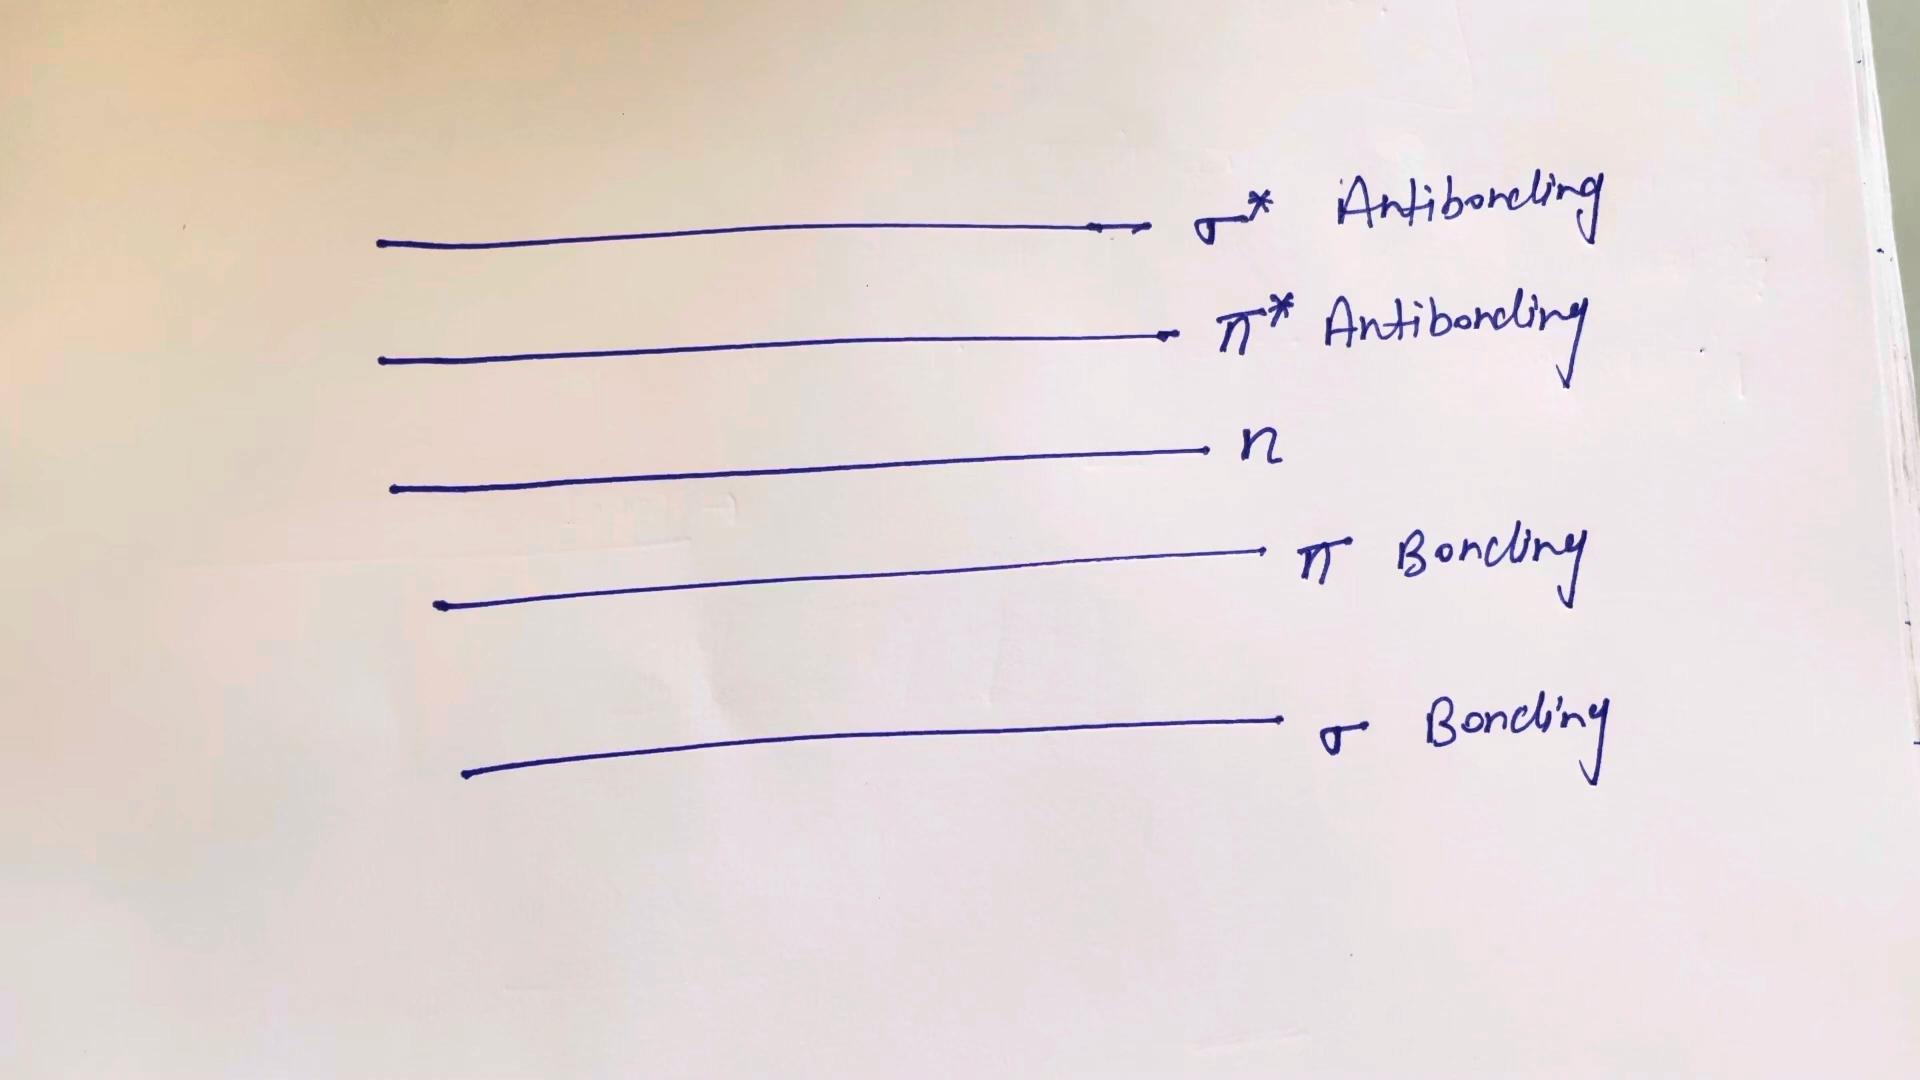 σ* Antibonding
π* Antibonding
n
π Bonding
σ Bonding